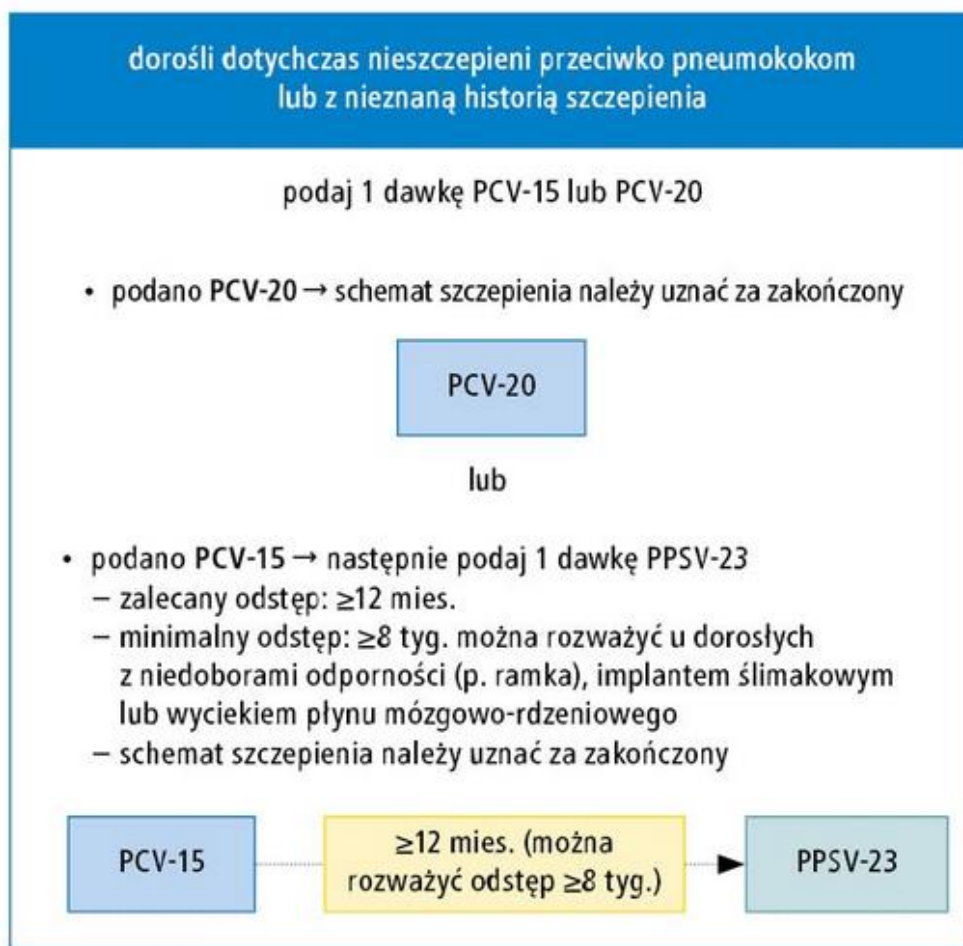 dorośli dotychczas nieszczepieni przeciwko pneumokokom
lub z nieznaną historią szczepienia
podaj 1 dawkę PCV-15 lub PCV-20
• podano PCV-20 → schemat szczepienia należy uznać za zakończony
PCV-20
lub
• podano PCV-15 → następnie podaj 1 dawkę PPSV-23
– zalecany odstęp: ≥12 mies.
– minimalny odstęp: ≥8 tyg. można rozważyć u dorosłych
z niedoborami odporności (p. ramka), implantem ślimakowym
lub wyciekiem płynu mózgowo-rdzeniowego
– schemat szczepienia należy uznać za zakończony
PCV-15
≥12 mies. (można
rozważyć odstęp ≥8 tyg.)
PPSV-23